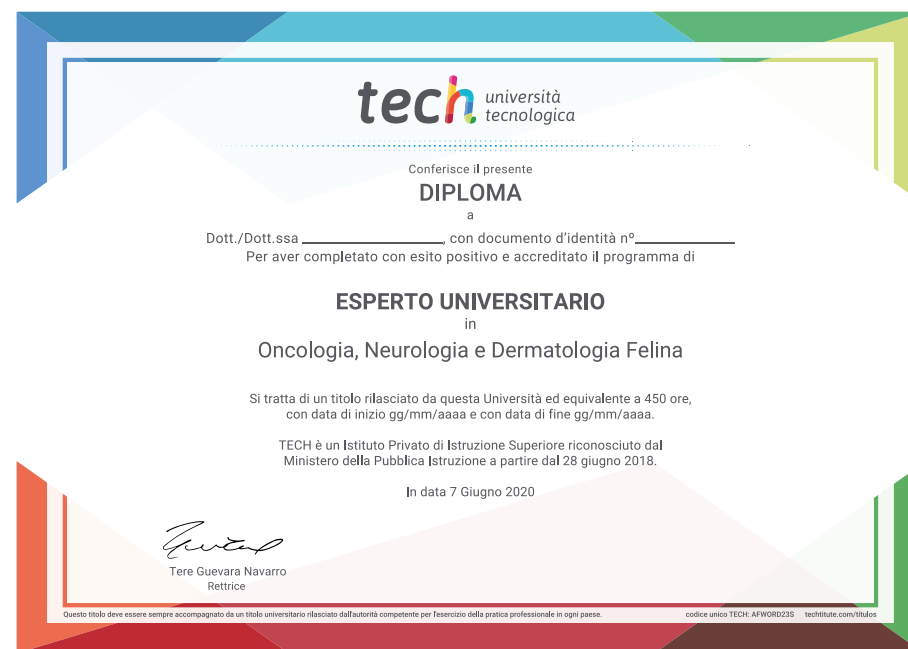 tech università
tecnologica
Conferisce il presente
DIPLOMA
a
Dott./Dott.ssa ____________________, con documento d'identità nº______________
Per aver completato con esito positivo e accreditato il programma di
ESPERTO UNIVERSITARIO
in
Oncologia, Neurologia e Dermatologia Felina
Si tratta di un titolo rilasciato da questa Università ed equivalente a 450 ore,
con data di inizio gg/mm/aaaa e con data di fine gg/mm/aaaa.
TECH è un Istituto Privato di Istruzione Superiore riconosciuto dal
Ministero della Pubblica Istruzione a partire dal 28 giugno 2018.
In data 7 Giugno 2020
Tere Guevara Navarro
Rettrice
Questo titolo deve essere sempre accompagnato da un titolo universitario rilasciato dall'autorità competente per l'esercizio della pratica professionale in ogni paese. codice unico TECH: AFWORD23S techtitute.com/titulos